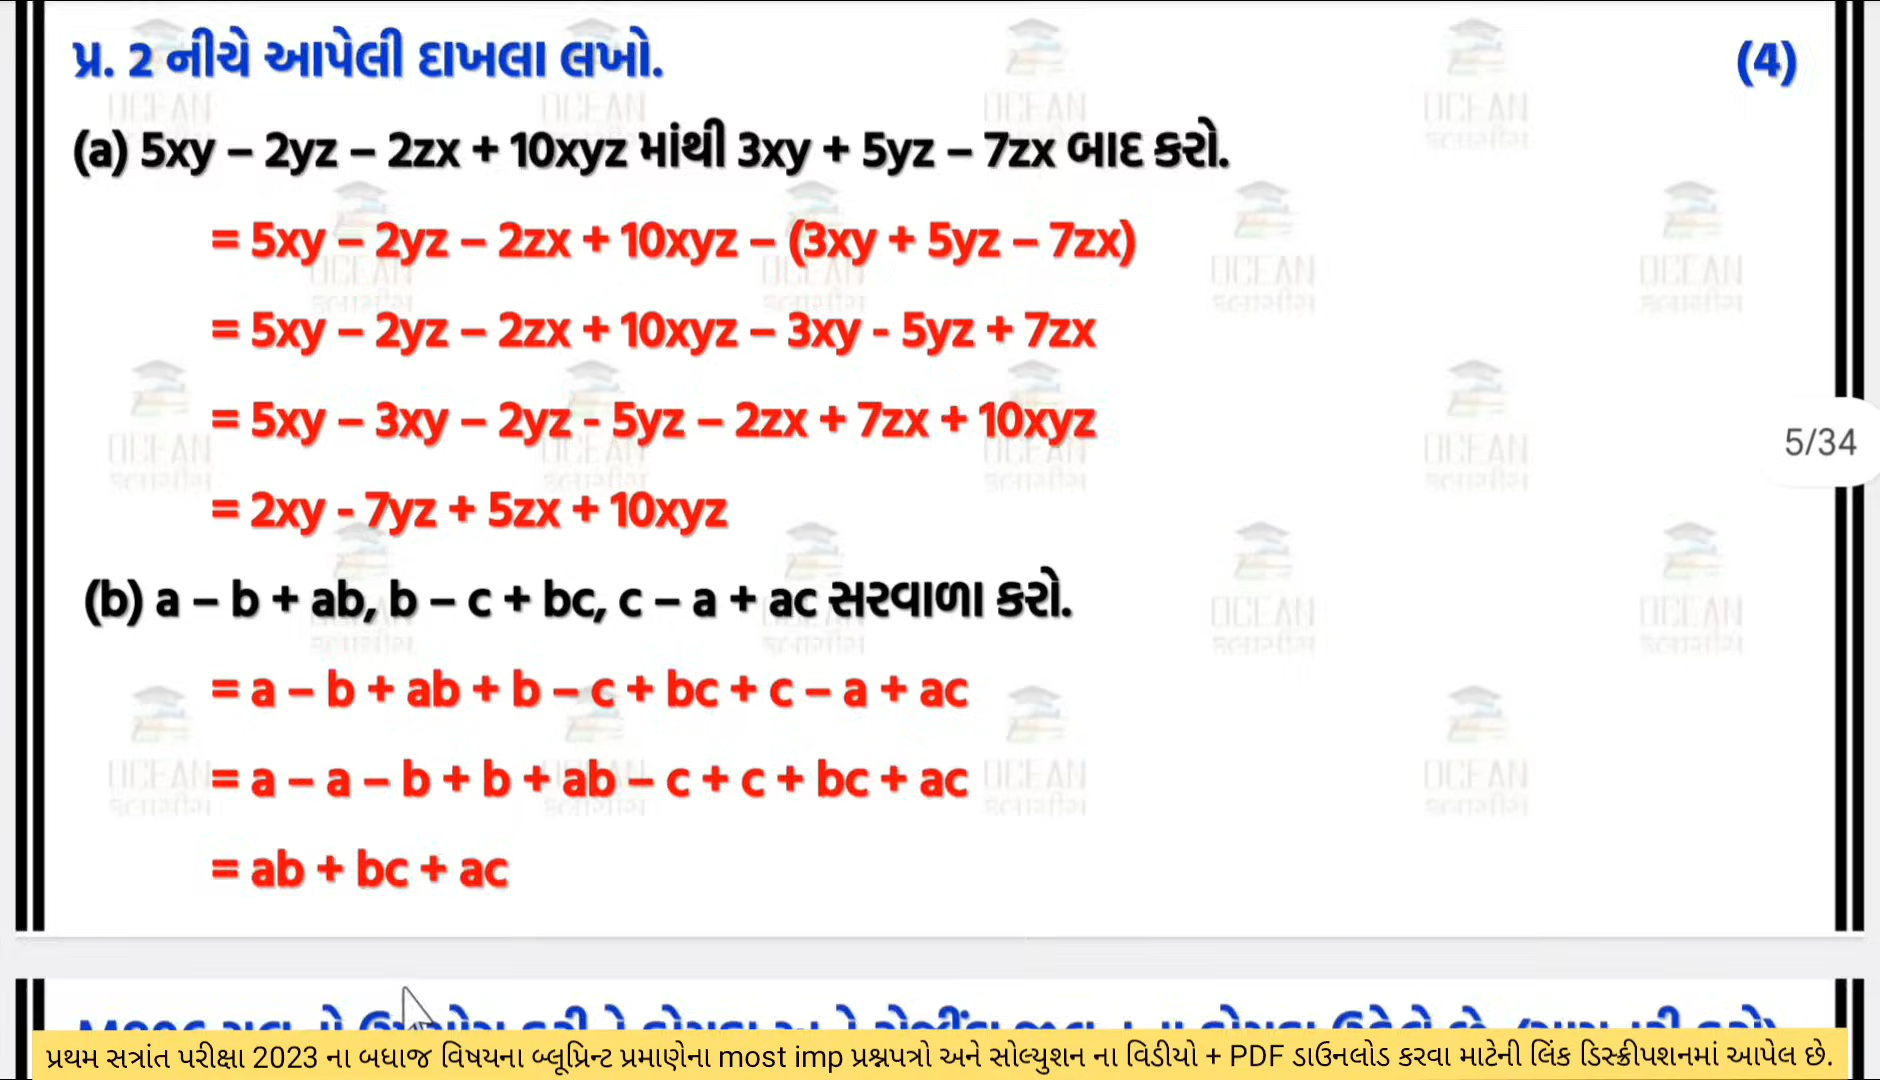 પ્ર. 2 નીચે આપેલી દાખલા લખો. (4)
(a) 5xy – 2yz – 2zx + 10xyz માંથી 3xy + 5yz – 7zx બાદ કરો.
= 5xy – 2yz – 2zx + 10xyz – (3xy + 5yz – 7zx)
= 5xy – 2yz – 2zx + 10xyz – 3xy - 5yz + 7zx
= 5xy – 3xy – 2yz - 5yz – 2zx + 7zx + 10xyz
5/34
= 2xy - 7yz + 5zx + 10xyz
(b) a – b + ab, b – c + bc, c – a + ac સરવાળા કરો.
= a – b + ab + b – c + bc + c – a + ac
= a – a – b + b + ab – c + c + bc + ac
= ab + bc + ac
પ્રથમ સત્રાંત પરીક્ષા 2023 ના બધાજ વિષયના બ્લૂપ્રિન્ટ પ્રમાણેના most imp પ્રશ્નપત્રો અને સોલ્યુશન ના વિડીયો + PDF ડાઉનલોડ કરવા માટેની લિંક ડિસ્ક્રીપશનમાં આપેલ છે.